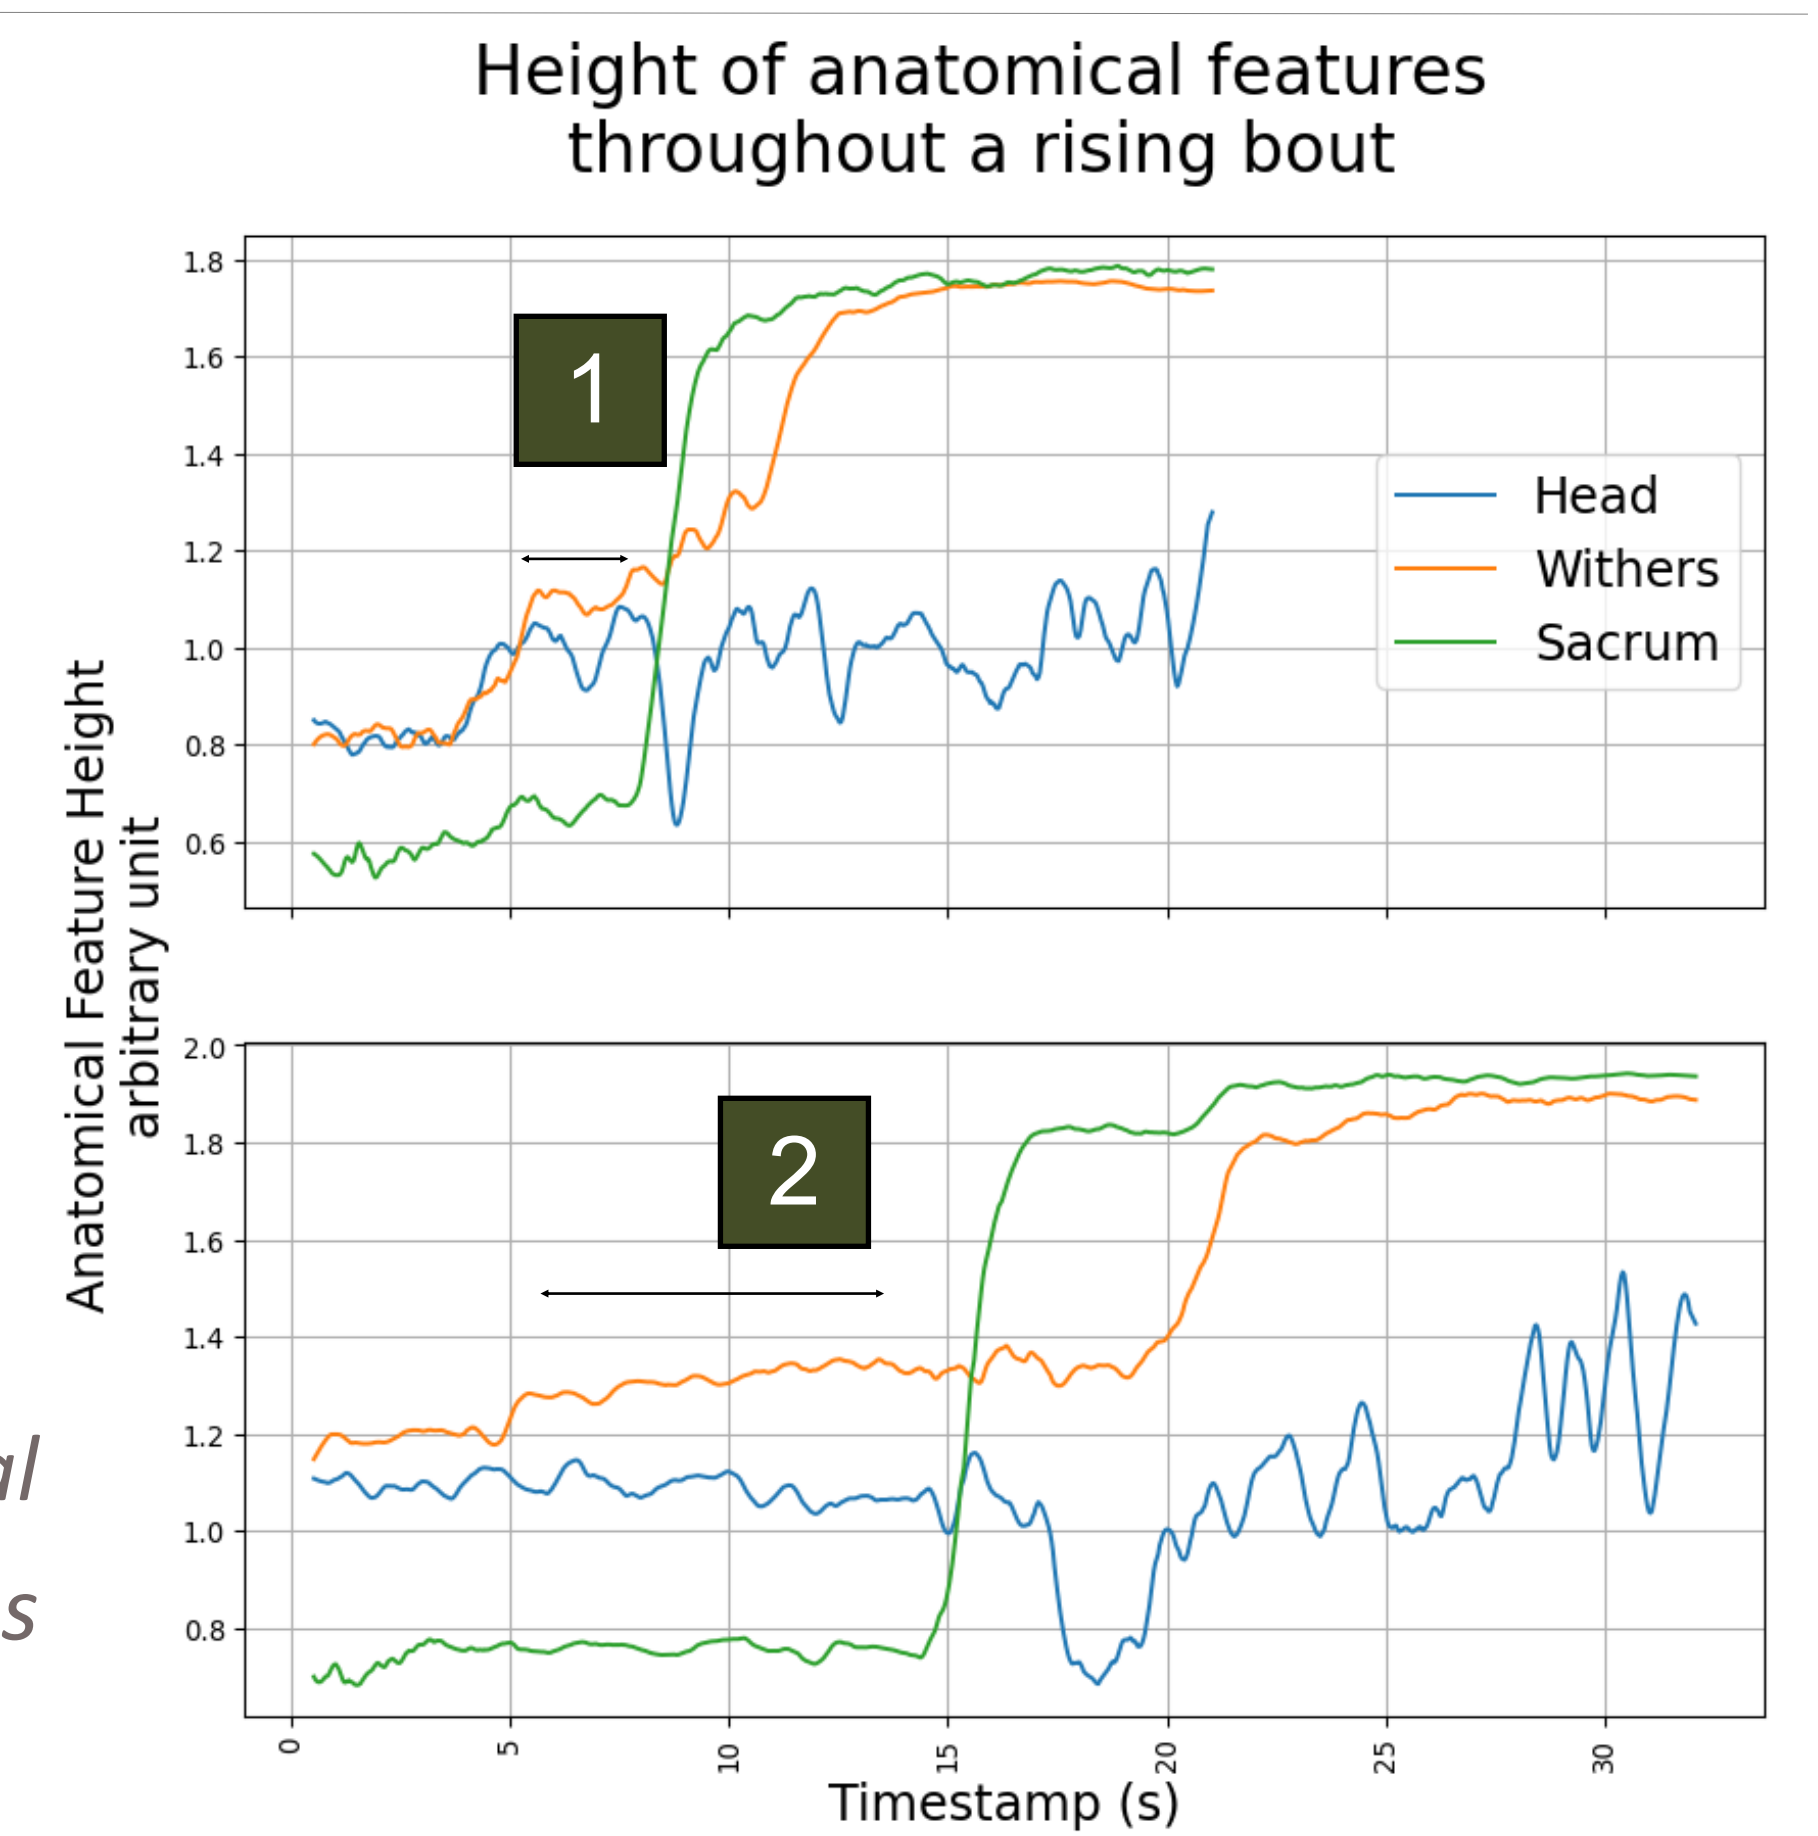 Height of anatomical features
throughout a rising bout
1.8
1.6
1.4
1.2
1.0
0.8
0.6
1
Head
Withers
Sacrum
Anatomical Feature Height
arbitrary unit
2.0
1.8
1.6
1.4
1.2
1.0
0.8
2
al
s
0
5
10
15
20
25
30
Timestamp (s)